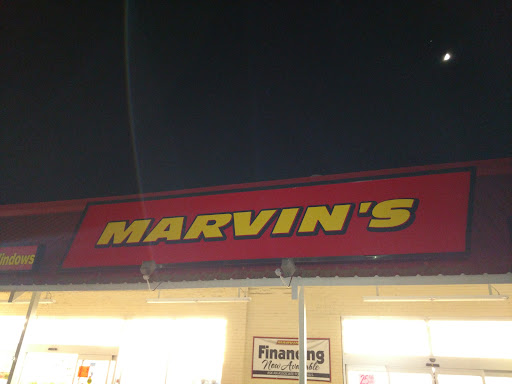 MARVIN'S
indows
Financing
Now Available